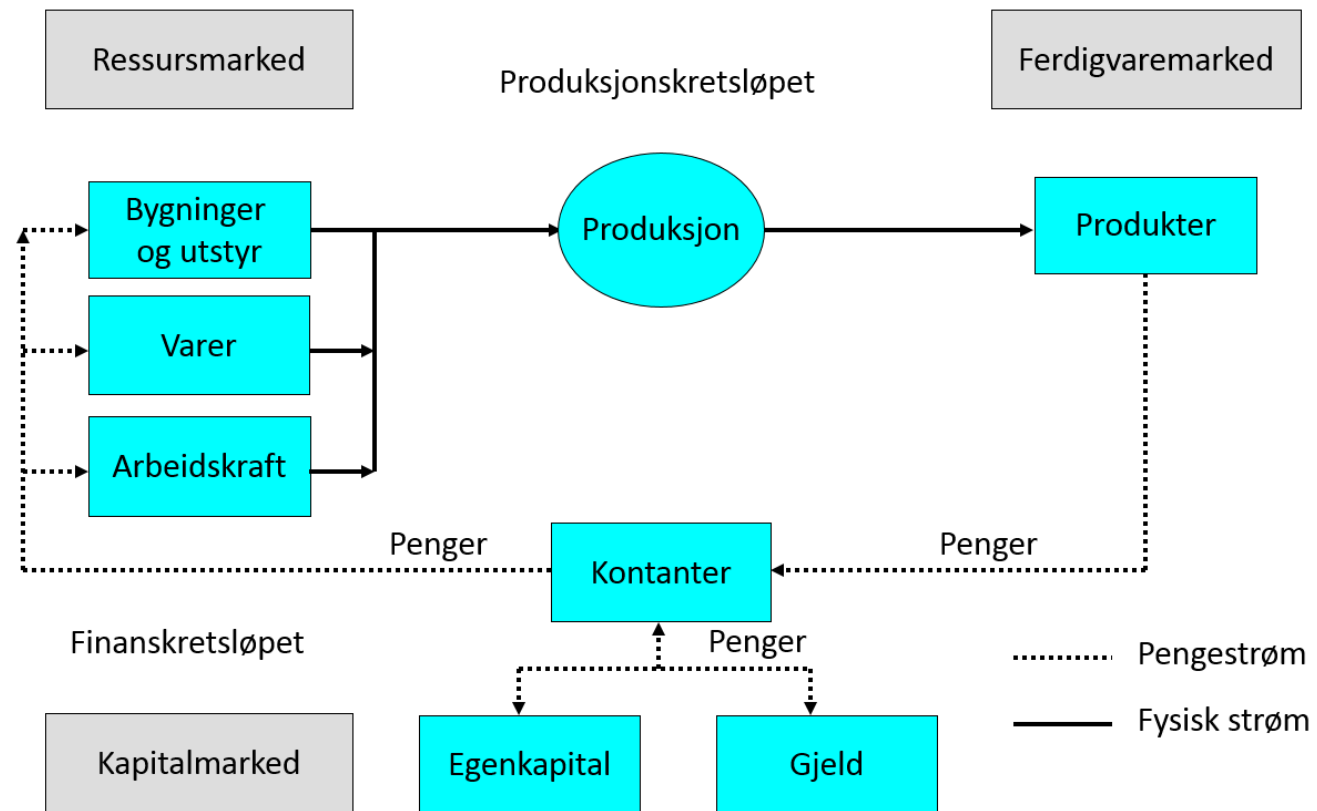 Ressursmarked
Produksjonskretsløpet
Ferdigvaremarked
Bygninger
og utstyr
Produksjon
Produkter
Varer
Arbeidskraft
Penger
Kontanter
Penger
Finanskretsløpet
Penger
Pengestrøm
Fysisk strøm
Kapitalmarked
Egenkapital
Gjeld